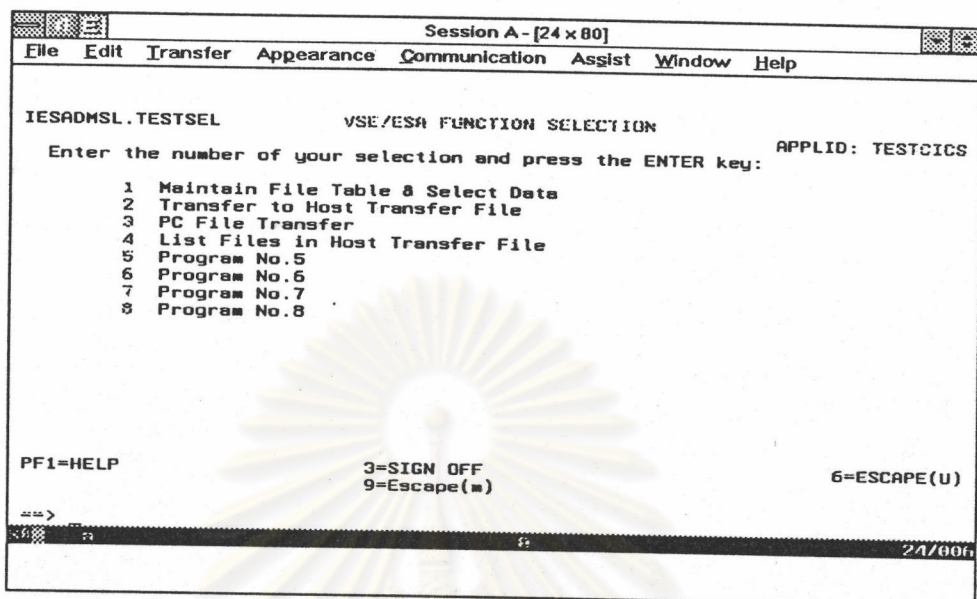 Session A - [24 x 80]
File Edit Transfer Appearance Communication Assist Window Help
IESADMSL.TESTSEL VSE/ESA FUNCTION SELECTION
APPLID: TESTCICS
Enter the number of your selection and press the ENTER key:
1 Maintain File Table & Select Data
2 Transfer to Host Transfer File
3 PC File Transfer
4 List Files in Host Transfer File
5 Program No.5
6 Program No.6
7 Program No.7
8 Program No.8
PF1=HELP 3=SIGN OFF 6=ESCAPE(U)
9=Escape(m)
==>
24/006